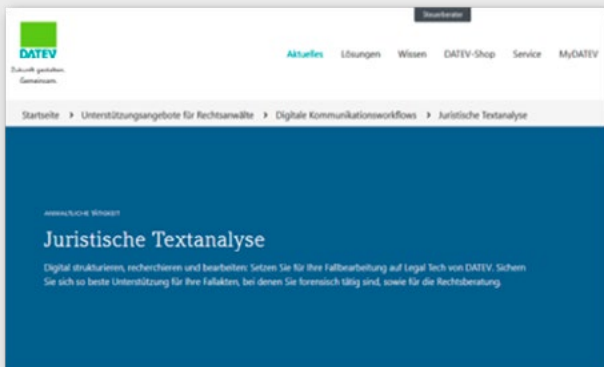 Steuerberater
DATEV
Zukunft gestalten.
Gemeinsam.
Aktuelles Lösungen Wissen DATEV-Shop Service MyDATEV
Startseite > Unterstützungsangebote für Rechtsanwälte > Digitale Kommunikationsworkflows > Juristische Textanalyse
ANWALTLICHE TÄTIGKEIT
Juristische Textanalyse
Digital strukturieren, recherchieren und bearbeiten: Setzen Sie für Ihre Fallbearbeitung auf Legal Tech von DATEV. Sichern
Sie sich so beste Unterstützung für Ihre Fallakten, bei denen Sie forensisch tätig sind, sowie für die Rechtsberatung.